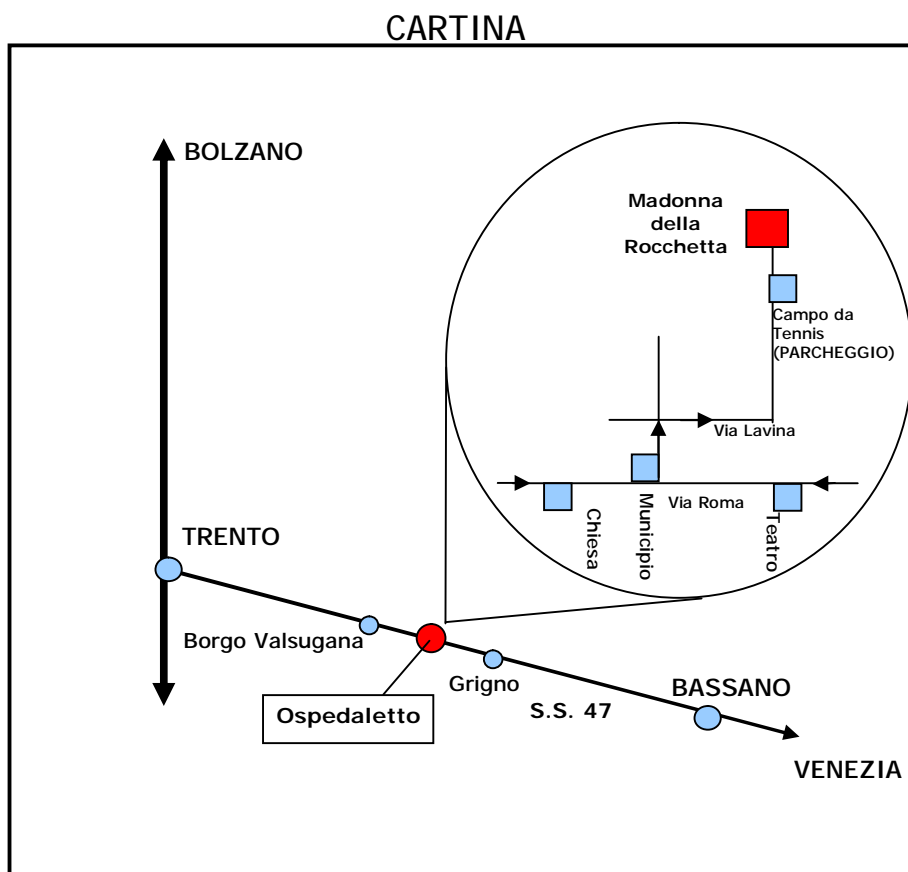 CARTINA
BOLZANO
Madonna
della
Rocchetta
Campo da
Tennis
(PARCHEGGIO)
Via Lavina
Via Roma
Chiesa
Municipio
Teatro
TRENTO
Borgo Valsugana
Grigno
Ospedaletto
S.S. 47
BASSANO
VENEZIA